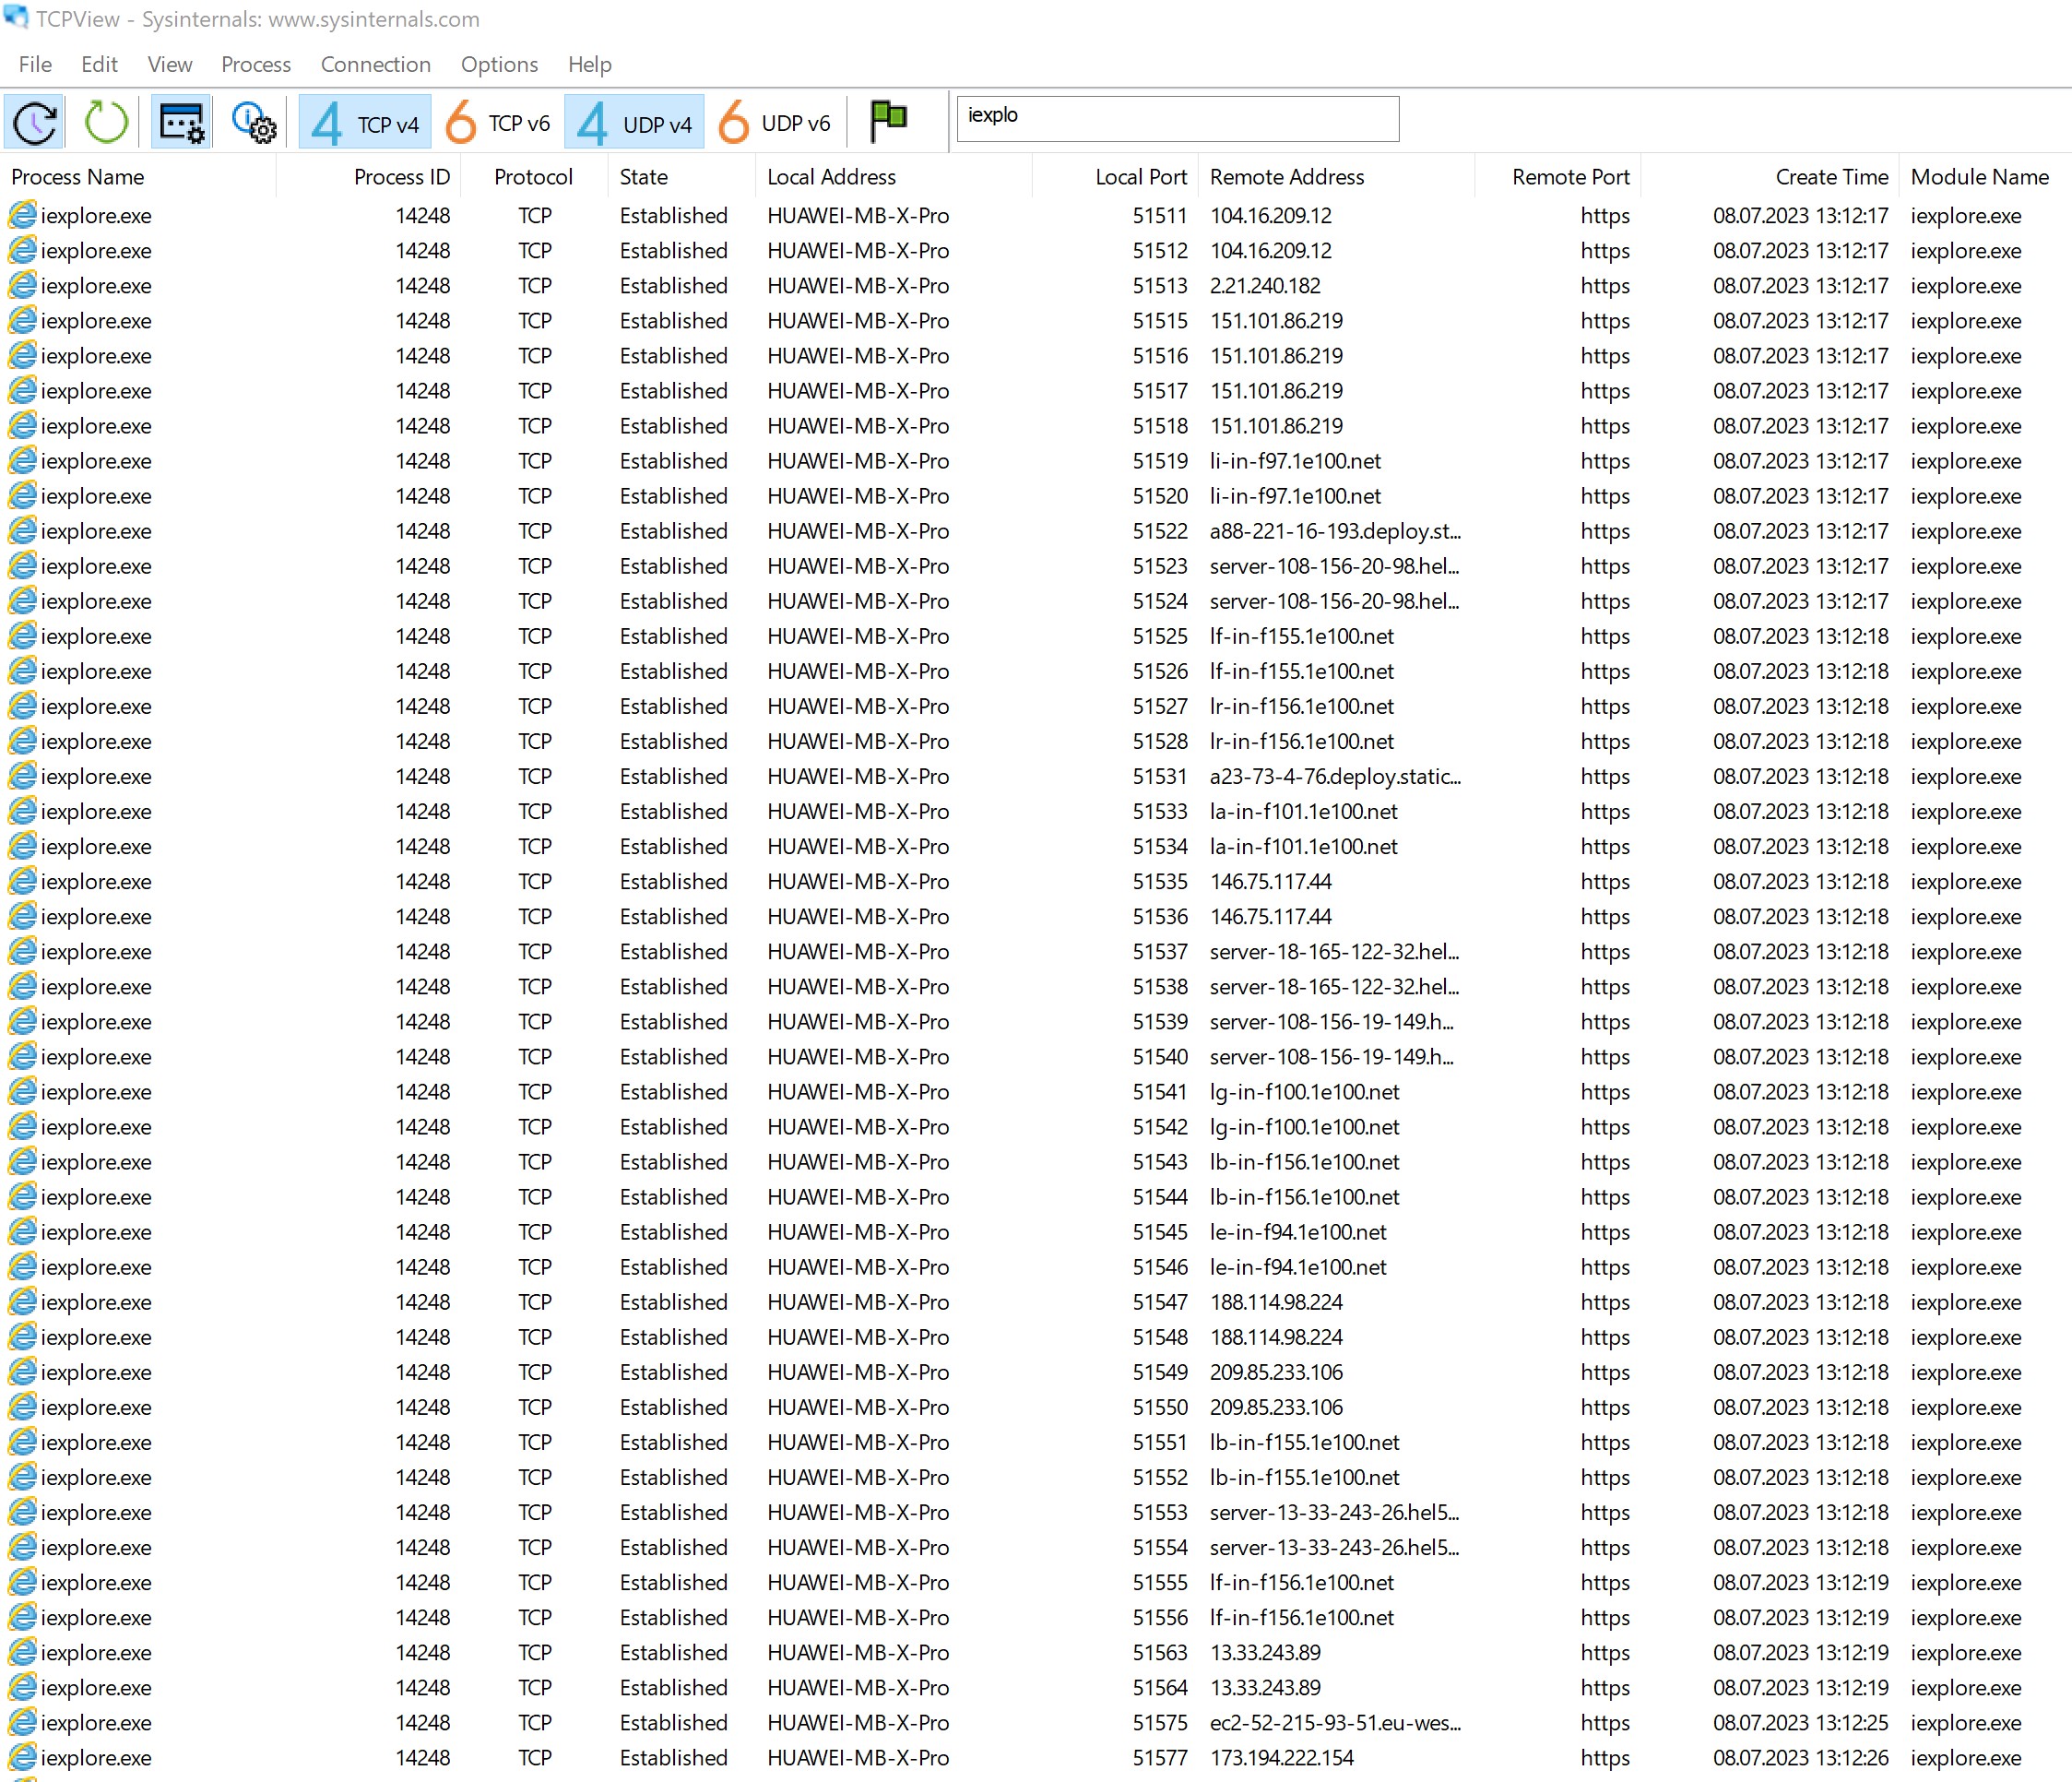 TCPView - Sysinternals: www.sysinternals.com
File Edit View Process Connection Options Help
4 TCP v4 6 TCP v6 4 UDP v4 6 UDP v6 iexplo
Process Name Process ID Protocol State Local Address Local Port Remote Address Remote Port Create Time Module Name
iexplore.exe 14248 TCP Established HUAWEI-MB-X-Pro 51511 104.16.209.12 https 08.07.2023 13:12:17 iexplore.exe
iexplore.exe 14248 TCP Established HUAWEI-MB-X-Pro 51512 104.16.209.12 https 08.07.2023 13:12:17 iexplore.exe
iexplore.exe 14248 TCP Established HUAWEI-MB-X-Pro 51513 2.21.240.182 https 08.07.2023 13:12:17 iexplore.exe
iexplore.exe 14248 TCP Established HUAWEI-MB-X-Pro 51515 151.101.86.219 https 08.07.2023 13:12:17 iexplore.exe
iexplore.exe 14248 TCP Established HUAWEI-MB-X-Pro 51516 151.101.86.219 https 08.07.2023 13:12:17 iexplore.exe
iexplore.exe 14248 TCP Established HUAWEI-MB-X-Pro 51517 151.101.86.219 https 08.07.2023 13:12:17 iexplore.exe
iexplore.exe 14248 TCP Established HUAWEI-MB-X-Pro 51518 151.101.86.219 https 08.07.2023 13:12:17 iexplore.exe
iexplore.exe 14248 TCP Established HUAWEI-MB-X-Pro 51519 li-in-f97.1e100.net https 08.07.2023 13:12:17 iexplore.exe
iexplore.exe 14248 TCP Established HUAWEI-MB-X-Pro 51520 li-in-f97.1e100.net https 08.07.2023 13:12:17 iexplore.exe
iexplore.exe 14248 TCP Established HUAWEI-MB-X-Pro 51522 a88-221-16-193.deploy.st... https 08.07.2023 13:12:17 iexplore.exe
iexplore.exe 14248 TCP Established HUAWEI-MB-X-Pro 51523 server-108-156-20-98.hel... https 08.07.2023 13:12:17 iexplore.exe
iexplore.exe 14248 TCP Established HUAWEI-MB-X-Pro 51524 server-108-156-20-98.hel... https 08.07.2023 13:12:17 iexplore.exe
iexplore.exe 14248 TCP Established HUAWEI-MB-X-Pro 51525 lf-in-f155.1e100.net https 08.07.2023 13:12:18 iexplore.exe
iexplore.exe 14248 TCP Established HUAWEI-MB-X-Pro 51526 lf-in-f155.1e100.net https 08.07.2023 13:12:18 iexplore.exe
iexplore.exe 14248 TCP Established HUAWEI-MB-X-Pro 51527 lr-in-f156.1e100.net https 08.07.2023 13:12:18 iexplore.exe
iexplore.exe 14248 TCP Established HUAWEI-MB-X-Pro 51528 lr-in-f156.1e100.net https 08.07.2023 13:12:18 iexplore.exe
iexplore.exe 14248 TCP Established HUAWEI-MB-X-Pro 51531 a23-73-4-76.deploy.static... https 08.07.2023 13:12:18 iexplore.exe
iexplore.exe 14248 TCP Established HUAWEI-MB-X-Pro 51533 la-in-f101.1e100.net https 08.07.2023 13:12:18 iexplore.exe
iexplore.exe 14248 TCP Established HUAWEI-MB-X-Pro 51534 la-in-f101.1e100.net https 08.07.2023 13:12:18 iexplore.exe
iexplore.exe 14248 TCP Established HUAWEI-MB-X-Pro 51535 146.75.117.44 https 08.07.2023 13:12:18 iexplore.exe
iexplore.exe 14248 TCP Established HUAWEI-MB-X-Pro 51536 146.75.117.44 https 08.07.2023 13:12:18 iexplore.exe
iexplore.exe 14248 TCP Established HUAWEI-MB-X-Pro 51537 server-18-165-122-32.hel... https 08.07.2023 13:12:18 iexplore.exe
iexplore.exe 14248 TCP Established HUAWEI-MB-X-Pro 51538 server-18-165-122-32.hel... https 08.07.2023 13:12:18 iexplore.exe
iexplore.exe 14248 TCP Established HUAWEI-MB-X-Pro 51539 server-108-156-19-149.h... https 08.07.2023 13:12:18 iexplore.exe
iexplore.exe 14248 TCP Established HUAWEI-MB-X-Pro 51540 server-108-156-19-149.h... https 08.07.2023 13:12:18 iexplore.exe
iexplore.exe 14248 TCP Established HUAWEI-MB-X-Pro 51541 lg-in-f100.1e100.net https 08.07.2023 13:12:18 iexplore.exe
iexplore.exe 14248 TCP Established HUAWEI-MB-X-Pro 51542 lg-in-f100.1e100.net https 08.07.2023 13:12:18 iexplore.exe
iexplore.exe 14248 TCP Established HUAWEI-MB-X-Pro 51543 lb-in-f156.1e100.net https 08.07.2023 13:12:18 iexplore.exe
iexplore.exe 14248 TCP Established HUAWEI-MB-X-Pro 51544 lb-in-f156.1e100.net https 08.07.2023 13:12:18 iexplore.exe
iexplore.exe 14248 TCP Established HUAWEI-MB-X-Pro 51545 le-in-f94.1e100.net https 08.07.2023 13:12:18 iexplore.exe
iexplore.exe 14248 TCP Established HUAWEI-MB-X-Pro 51546 le-in-f94.1e100.net https 08.07.2023 13:12:18 iexplore.exe
iexplore.exe 14248 TCP Established HUAWEI-MB-X-Pro 51547 188.114.98.224 https 08.07.2023 13:12:18 iexplore.exe
iexplore.exe 14248 TCP Established HUAWEI-MB-X-Pro 51548 188.114.98.224 https 08.07.2023 13:12:18 iexplore.exe
iexplore.exe 14248 TCP Established HUAWEI-MB-X-Pro 51549 209.85.233.106 https 08.07.2023 13:12:18 iexplore.exe
iexplore.exe 14248 TCP Established HUAWEI-MB-X-Pro 51550 209.85.233.106 https 08.07.2023 13:12:18 iexplore.exe
iexplore.exe 14248 TCP Established HUAWEI-MB-X-Pro 51551 lb-in-f155.1e100.net https 08.07.2023 13:12:18 iexplore.exe
iexplore.exe 14248 TCP Established HUAWEI-MB-X-Pro 51552 lb-in-f155.1e100.net https 08.07.2023 13:12:18 iexplore.exe
iexplore.exe 14248 TCP Established HUAWEI-MB-X-Pro 51553 server-13-33-243-26.hel5... https 08.07.2023 13:12:18 iexplore.exe
iexplore.exe 14248 TCP Established HUAWEI-MB-X-Pro 51554 server-13-33-243-26.hel5... https 08.07.2023 13:12:18 iexplore.exe
iexplore.exe 14248 TCP Established HUAWEI-MB-X-Pro 51555 lf-in-f156.1e100.net https 08.07.2023 13:12:19 iexplore.exe
iexplore.exe 14248 TCP Established HUAWEI-MB-X-Pro 51556 lf-in-f156.1e100.net https 08.07.2023 13:12:19 iexplore.exe
iexplore.exe 14248 TCP Established HUAWEI-MB-X-Pro 51563 13.33.243.89 https 08.07.2023 13:12:19 iexplore.exe
iexplore.exe 14248 TCP Established HUAWEI-MB-X-Pro 51564 13.33.243.89 https 08.07.2023 13:12:19 iexplore.exe
iexplore.exe 14248 TCP Established HUAWEI-MB-X-Pro 51575 ec2-52-215-93-51.eu-wes... https 08.07.2023 13:12:25 iexplore.exe
iexplore.exe 14248 TCP Established HUAWEI-MB-X-Pro 51577 173.194.222.154 https 08.07.2023 13:12:26 iexplore.exe